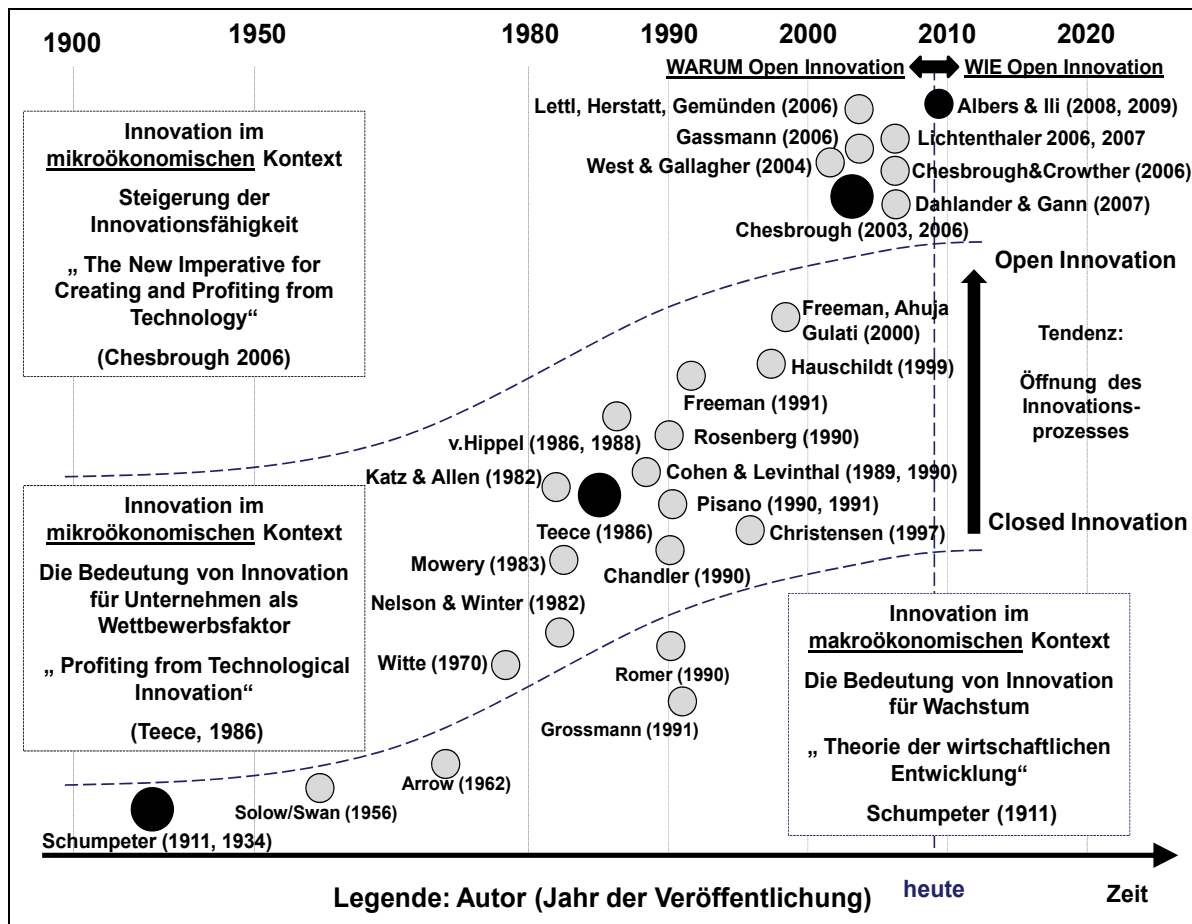 1900
1950
1980
1990
2000
2010
2020
WARUM Open Innovation
WIE Open Innovation
Lettl, Herstatt, Gemünden (2006)
Albers & Ili (2008, 2009)
Gassmann (2006)
Lichtenthaler 2006, 2007
West & Gallagher (2004)
Chesbrough&Crowther (2006)
Dahlander & Gann (2007)
Chesbrough (2003, 2006)
Innovation im
mikroökonomischen Kontext
Steigerung der
Innovationsfähigkeit
„ The New Imperative for
Creating and Profiting from
Technology“
(Chesbrough 2006)
Open Innovation
Tendenz:
Öffnung des
Innovations-
prozesses
Closed Innovation
Freeman, Ahuja
Gulati (2000)
Hauschildt (1999)
Freeman (1991)
v.Hippel (1986, 1988)
Rosenberg (1990)
Katz & Allen (1982)
Cohen & Levinthal (1989, 1990)
Pisano (1990, 1991)
Teece (1986)
Christensen (1997)
Mowery (1983)
Chandler (1990)
Nelson & Winter (1982)
Witte (1970)
Romer (1990)
Grossmann (1991)
Innovation im
mikroökonomischen Kontext
Die Bedeutung von Innovation
für Unternehmen als
Wettbewerbsfaktor
„ Profiting from Technological
Innovation“
(Teece, 1986)
Innovation im
makroökonomischen Kontext
Die Bedeutung von Innovation
für Wachstum
„ Theorie der wirtschaftlichen
Entwicklung“
Schumpeter (1911)
Arrow (1962)
Solow/Swan (1956)
Schumpeter (1911, 1934)
Legende: Autor (Jahr der Veröffentlichung)
heute
Zeit